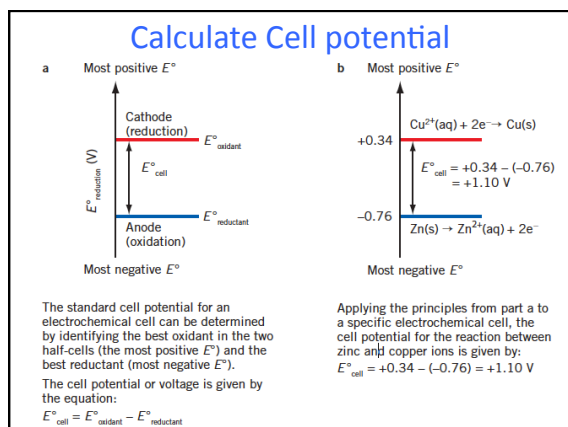 Calculate Cell potential
a
Most positive E°
Cathode
(reduction)
E°oxidant
E°reduction (V)
E°cell
E°reductant
Anode
(oxidation)
Most negative E°
The standard cell potential for an
electrochemical cell can be determined
by identifying the best oxidant in the two
half-cells (the most positive E°) and the
best reductant (most negative E°).
The cell potential or voltage is given by
the equation:
E°cell = E°oxidant – E°reductant
b
Most positive E°
Cu²⁺(aq) + 2e⁻→ Cu(s)
+0.34
E°cell = +0.34 – (–0.76)
= +1.10 V
–0.76
Zn(s) → Zn²⁺(aq) + 2e⁻
Most negative E°
Applying the principles from part a to
a specific electrochemical cell, the
cell potential for the reaction between
zinc and copper ions is given by:
E°cell = +0.34 – (–0.76) = +1.10 V